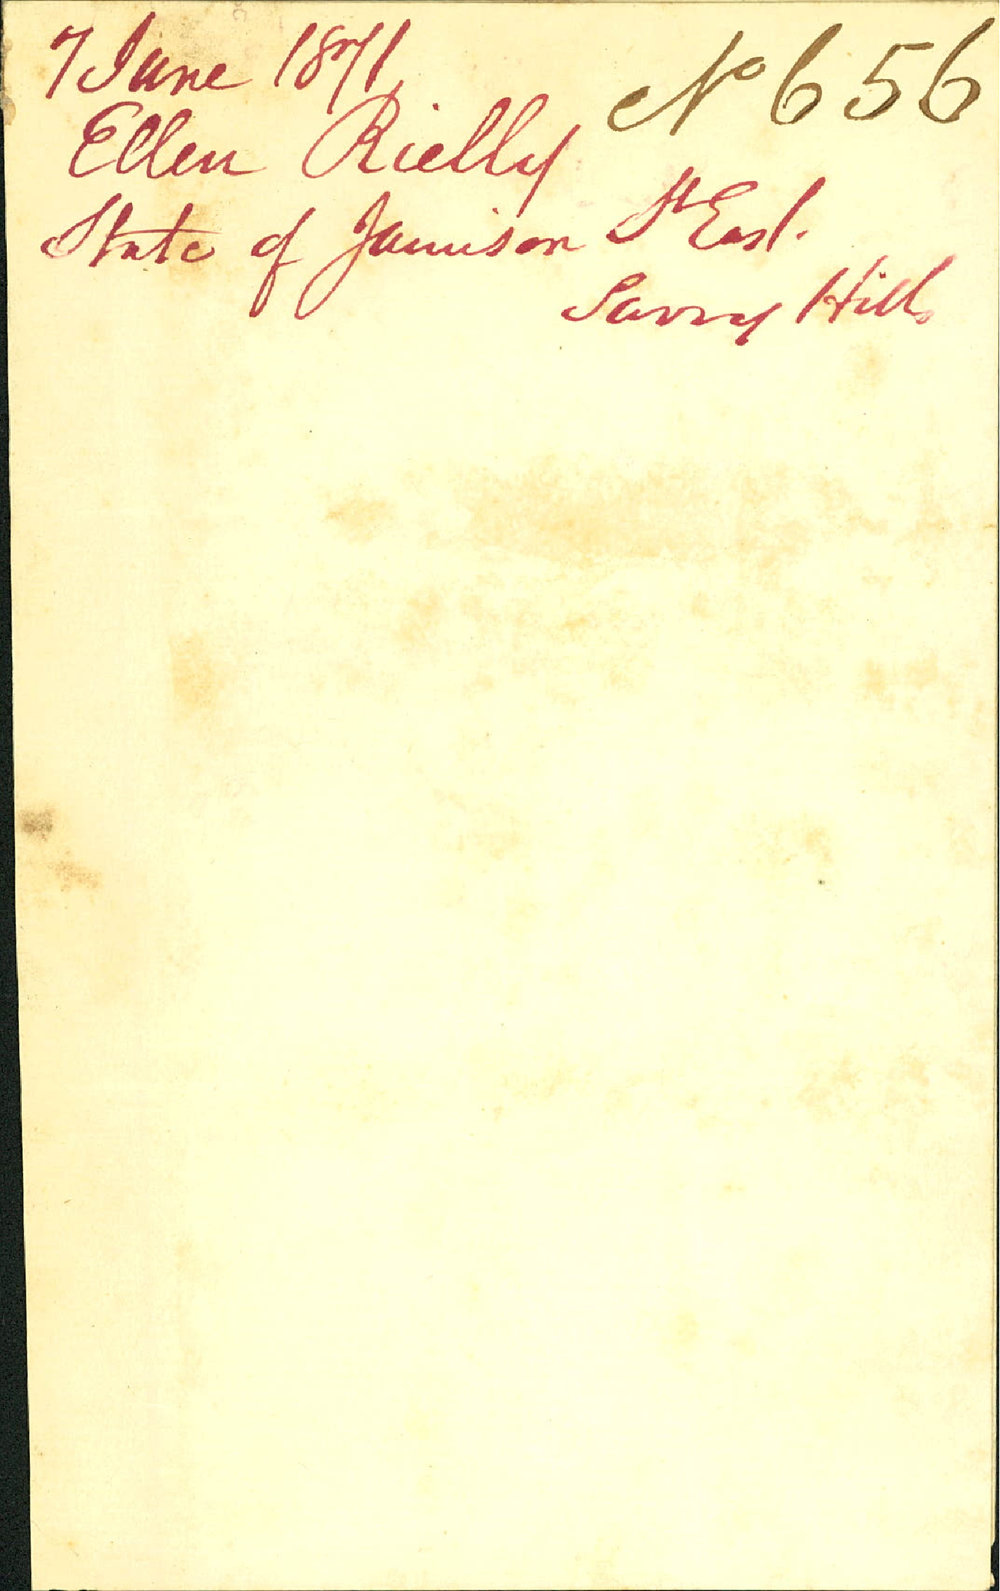 7 June 1871
No 656
Ellen Rielly
State of Jamison St East.
Surry Hills